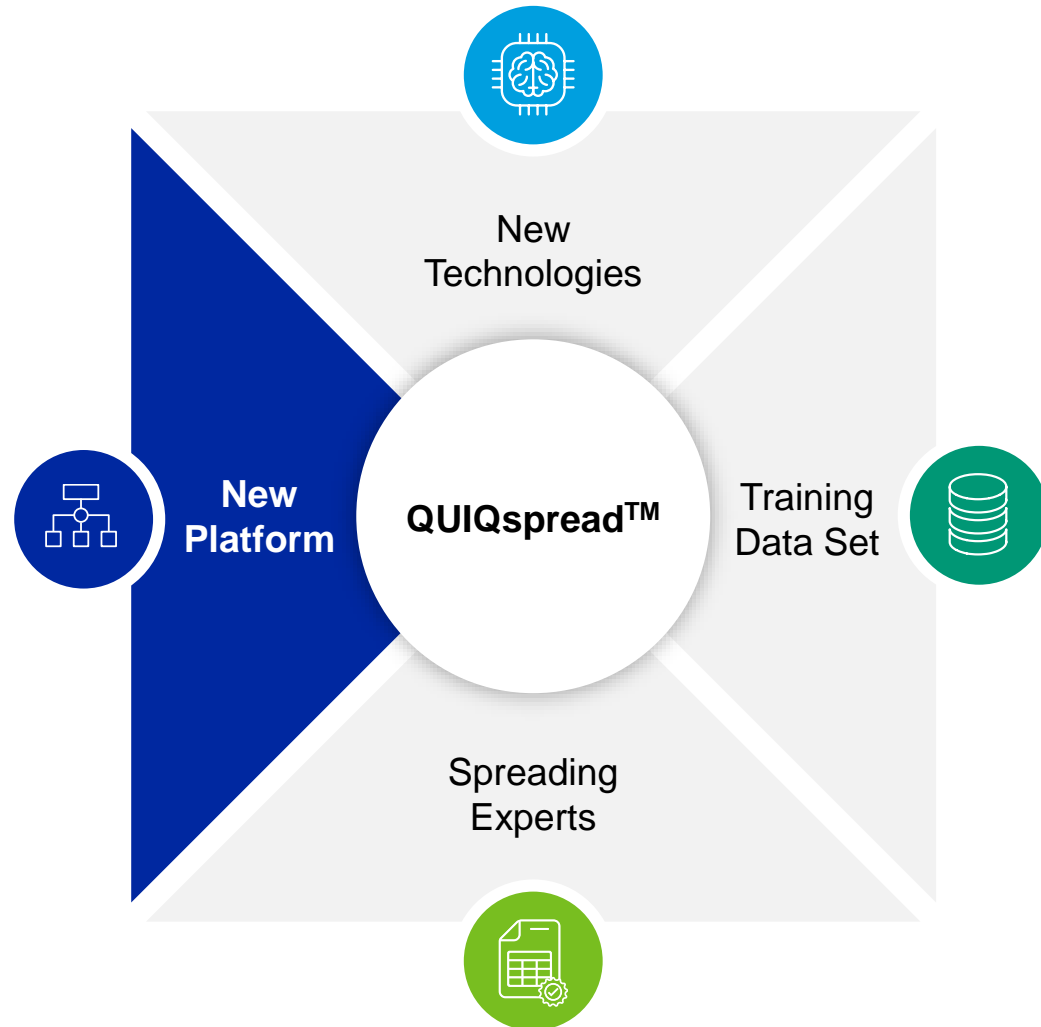 New
Technologies
New
Platform
QUIQspread™
Training
Data Set
Spreading
Experts